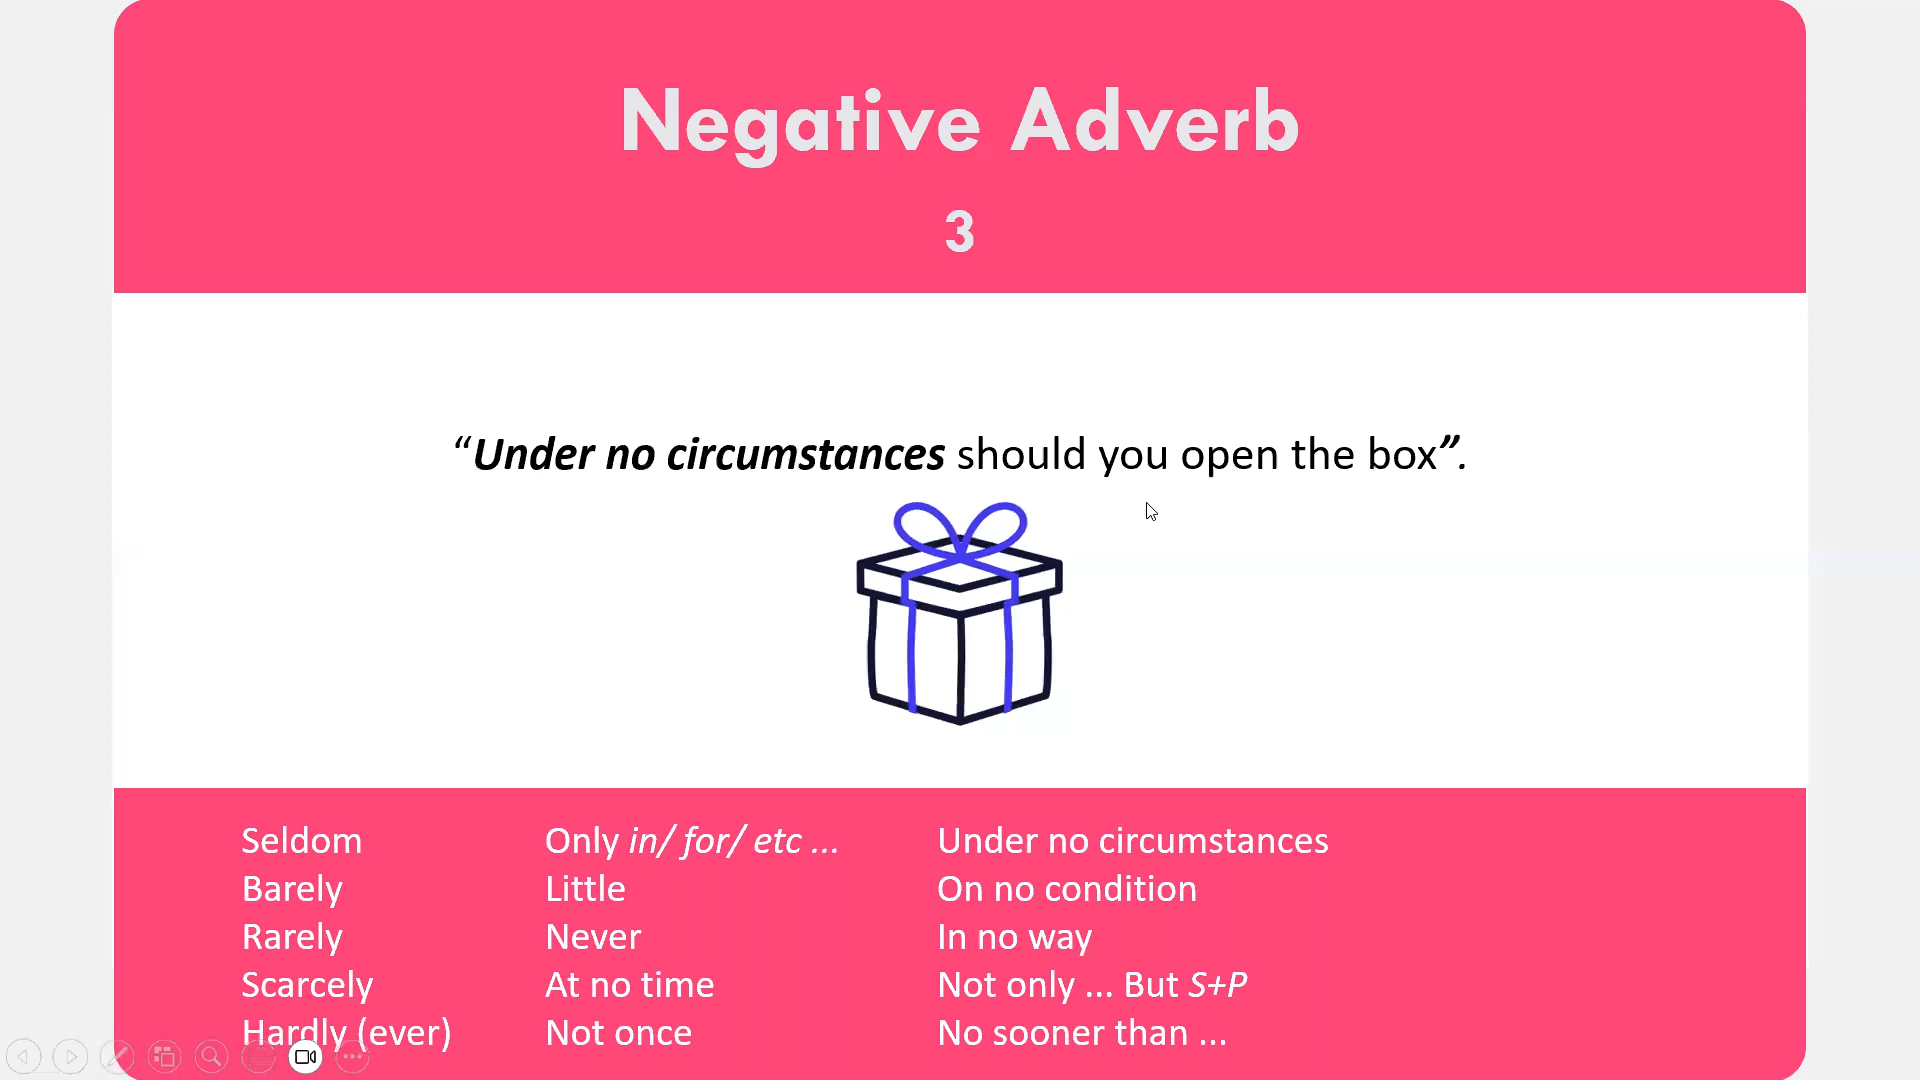 Negative Adverb
3
“Under no circumstances should you open the box”.
Seldom
Barely
Rarely
Scarcely
Hardly (ever)
Only in/ for/ etc ...
Little
Never
At no time
Not once
Under no circumstances
On no condition
In no way
Not only ... But S+P
No sooner than ...